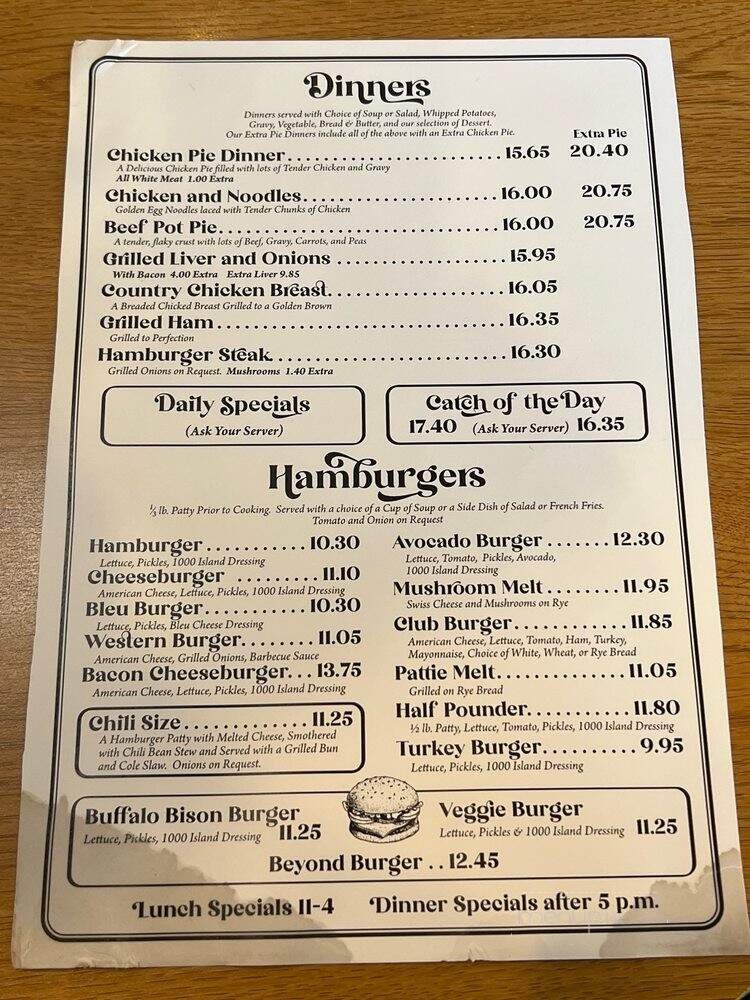 Dinners
Dinners served with Choice of Soup or Salad, Whipped Potatoes,
Gravy, Vegetable, Bread & Butter, and our selection of Dessert.
Our Extra Pie Dinners include all of the above with an Extra Chicken Pie.
Extra Pie
Chicken Pie Dinner........................15.65 20.40
A Delicious Chicken Pie filled with lots of Tender Chicken and Gravy
All White Meat 1.00 Extra
Chicken and Noodles......................16.00 20.75
Golden Egg Noodles laced with Tender Chunks of Chicken
Beef Pot Pie...............................16.00 20.75
A tender, flaky crust with lots of Beef, Gravy, Carrots, and Peas
Grilled Liver and Onions ..................15.95
With Bacon 4.00 Extra Extra Liver 9.85
Country Chicken Breast...................16.05
A Breaded Chicked Breast Grilled to a Golden Brown
Grilled Ham...............................16.35
Grilled to Perfection
Hamburger Steak.........................16.30
Grilled Onions on Request. Mushrooms 1.40 Extra
Daily Specials
(Ask Your Server)
Catch of the Day
17.40 (Ask Your Server) 16.35
Hamburgers
⅓ lb. Patty Prior to Cooking. Served with a choice of a Cup of Soup or a Side Dish of Salad or French Fries.
Tomato and Onion on Request
Hamburger...........10.30
Lettuce, Pickles, 1000 Island Dressing
Cheeseburger .........11.10
American Cheese, Lettuce, Pickles, 1000 Island Dressing
Bleu Burger............10.30
Lettuce, Pickles, Bleu Cheese Dressing
Western Burger........11.05
American Cheese, Grilled Onions, Barbecue Sauce
Bacon Cheeseburger...13.75
American Cheese, Lettuce, Pickles, 1000 Island Dressing
Chili Size..............11.25
A Hamburger Patty with Melted Cheese, Smothered
with Chili Bean Stew and Served with a Grilled Bun
and Cole Slaw. Onions on Request.
Avocado Burger .......12.30
Lettuce, Tomato, Pickles, Avocado,
1000 Island Dressing
Mushroom Melt........11.95
Swiss Cheese and Mushrooms on Rye
Club Burger............11.85
American Cheese, Lettuce, Tomato, Ham, Turkey,
Mayonnaise, Choice of White, Wheat, or Rye Bread
Pattie Melt..............11.05
Grilled on Rye Bread
Half Pounder...........11.80
½ lb. Patty, Lettuce, Tomato, Pickles, 1000 Island Dressing
Turkey Burger..........9.95
Lettuce, Pickles, 1000 Island Dressing
Buffalo Bison Burger
Lettuce, Pickles, 1000 Island Dressing 11.25
Veggie Burger
Lettuce, Pickles & 1000 Island Dressing 11.25
Beyond Burger ..12.45
Lunch Specials 11-4 Dinner Specials after 5 p.m.